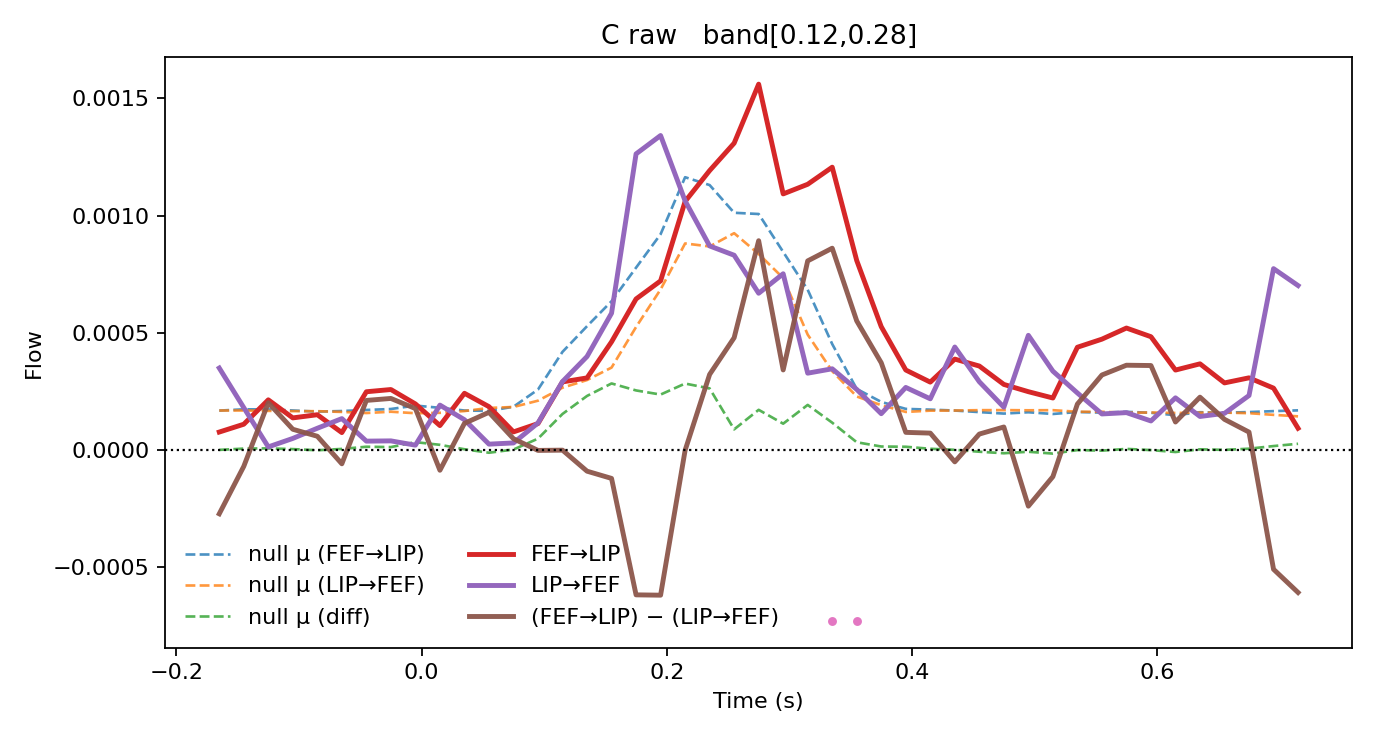 C raw   band[0.12,0.28]
Flow
0.0015
0.0010
0.0005
0.0000
−0.0005
null μ (FEF→LIP)
null μ (LIP→FEF)
null μ (diff)
FEF→LIP
LIP→FEF
(FEF→LIP) − (LIP→FEF)
−0.2 0.0 0.2 0.4 0.6
Time (s)